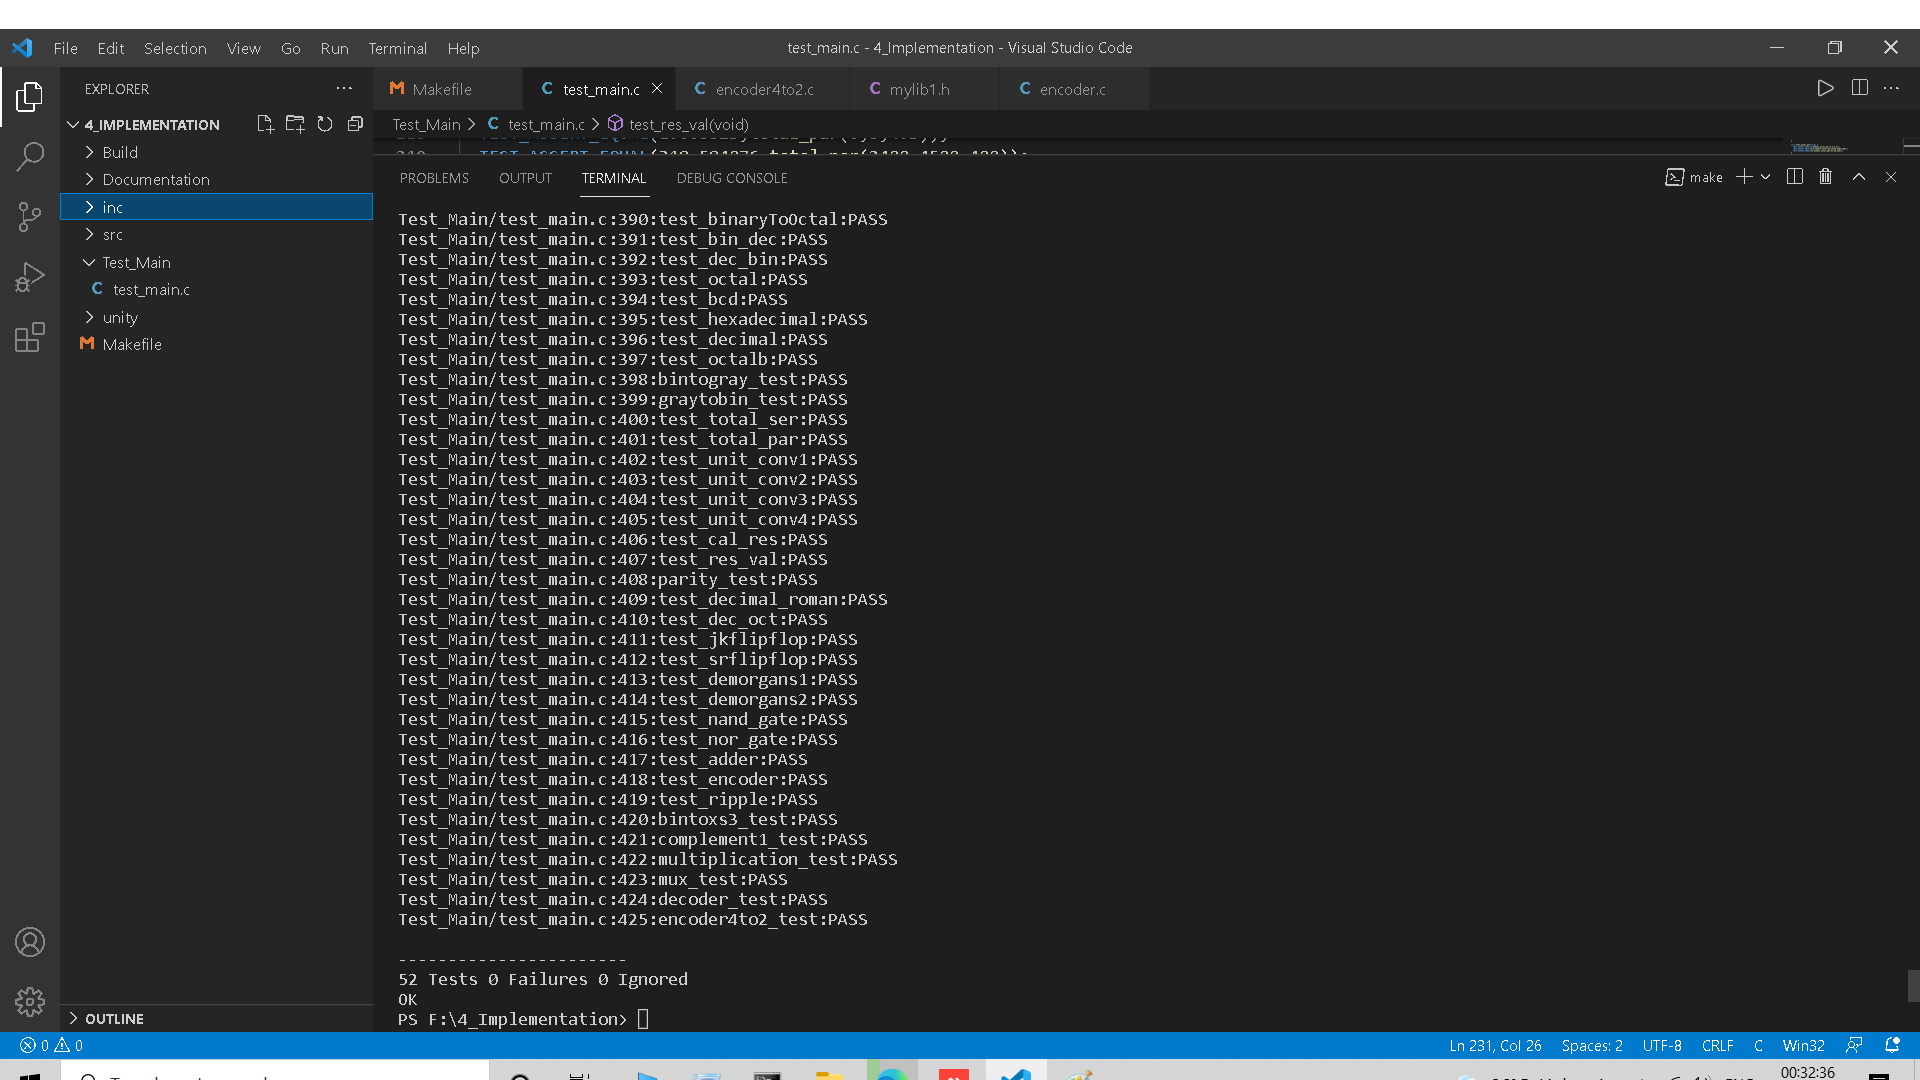 File Edit Selection View Go Run Terminal Help
test_main.c - 4_Implementation - Visual Studio Code
EXPLORER
Makefile
test_main.c
encoder4to2.c
mylib1.h
encoder.c
4_IMPLEMENTATION
Build
Documentation
inc
src
Test_Main
test_main.c
unity
Makefile
OUTLINE
Test_Main > test_main.c > test_res_val(void)
PROBLEMS OUTPUT TERMINAL DEBUG CONSOLE
make
Test_Main/test_main.c:390:test_binaryToOctal:PASS
Test_Main/test_main.c:391:test_bin_dec:PASS
Test_Main/test_main.c:392:test_dec_bin:PASS
Test_Main/test_main.c:393:test_octal:PASS
Test_Main/test_main.c:394:test_bcd:PASS
Test_Main/test_main.c:395:test_hexadecimal:PASS
Test_Main/test_main.c:396:test_decimal:PASS
Test_Main/test_main.c:397:test_octalb:PASS
Test_Main/test_main.c:398:bintogray_test:PASS
Test_Main/test_main.c:399:graytobin_test:PASS
Test_Main/test_main.c:400:test_total_ser:PASS
Test_Main/test_main.c:401:test_total_par:PASS
Test_Main/test_main.c:402:test_unit_conv1:PASS
Test_Main/test_main.c:403:test_unit_conv2:PASS
Test_Main/test_main.c:404:test_unit_conv3:PASS
Test_Main/test_main.c:405:test_unit_conv4:PASS
Test_Main/test_main.c:406:test_cal_res:PASS
Test_Main/test_main.c:407:test_res_val:PASS
Test_Main/test_main.c:408:parity_test:PASS
Test_Main/test_main.c:409:test_decimal_roman:PASS
Test_Main/test_main.c:410:test_dec_oct:PASS
Test_Main/test_main.c:411:test_jkflipflop:PASS
Test_Main/test_main.c:412:test_srflipflop:PASS
Test_Main/test_main.c:413:test_demorgans1:PASS
Test_Main/test_main.c:414:test_demorgans2:PASS
Test_Main/test_main.c:415:test_nand_gate:PASS
Test_Main/test_main.c:416:test_nor_gate:PASS
Test_Main/test_main.c:417:test_adder:PASS
Test_Main/test_main.c:418:test_encoder:PASS
Test_Main/test_main.c:419:test_ripple:PASS
Test_Main/test_main.c:420:bintoxs3_test:PASS
Test_Main/test_main.c:421:complement1_test:PASS
Test_Main/test_main.c:422:multiplication_test:PASS
Test_Main/test_main.c:423:mux_test:PASS
Test_Main/test_main.c:424:decoder_test:PASS
Test_Main/test_main.c:425:encoder4to2_test:PASS
-----------------------
52 Tests 0 Failures 0 Ignored
OK
PS F:\4_Implementation>
0 0
Ln 231, Col 26 Spaces: 2 UTF-8 CRLF C Win32
00:32:36